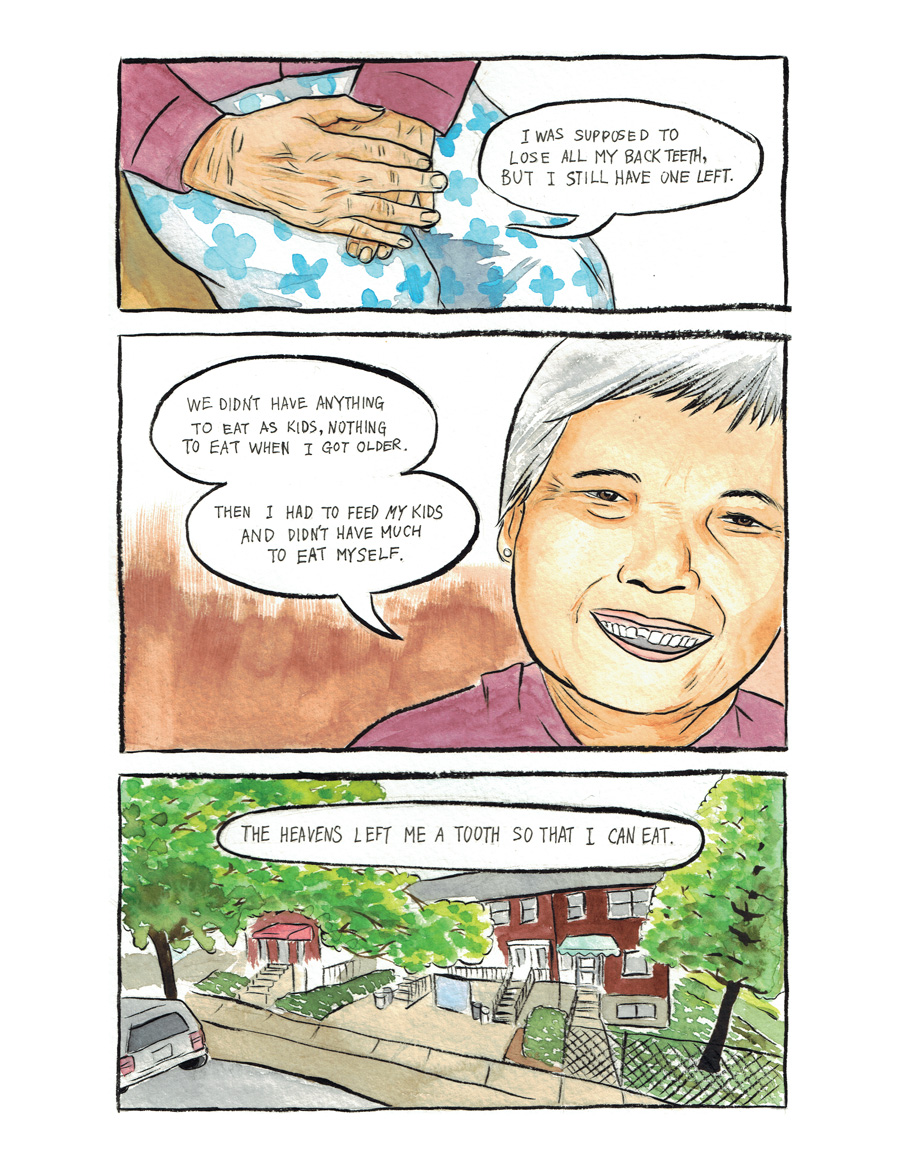 I WAS SUPPOSED TO
LOSE ALL MY BACK TEETH,
BUT I STILL HAVE ONE LEFT.
WE DIDN'T HAVE ANYTHING
TO EAT AS KIDS, NOTHING
TO EAT WHEN I GOT OLDER.
THEN I HAD TO FEED MY KIDS
AND DIDN'T HAVE MUCH
TO EAT MYSELF.
THE HEAVENS LEFT ME A TOOTH SO THAT I CAN EAT.